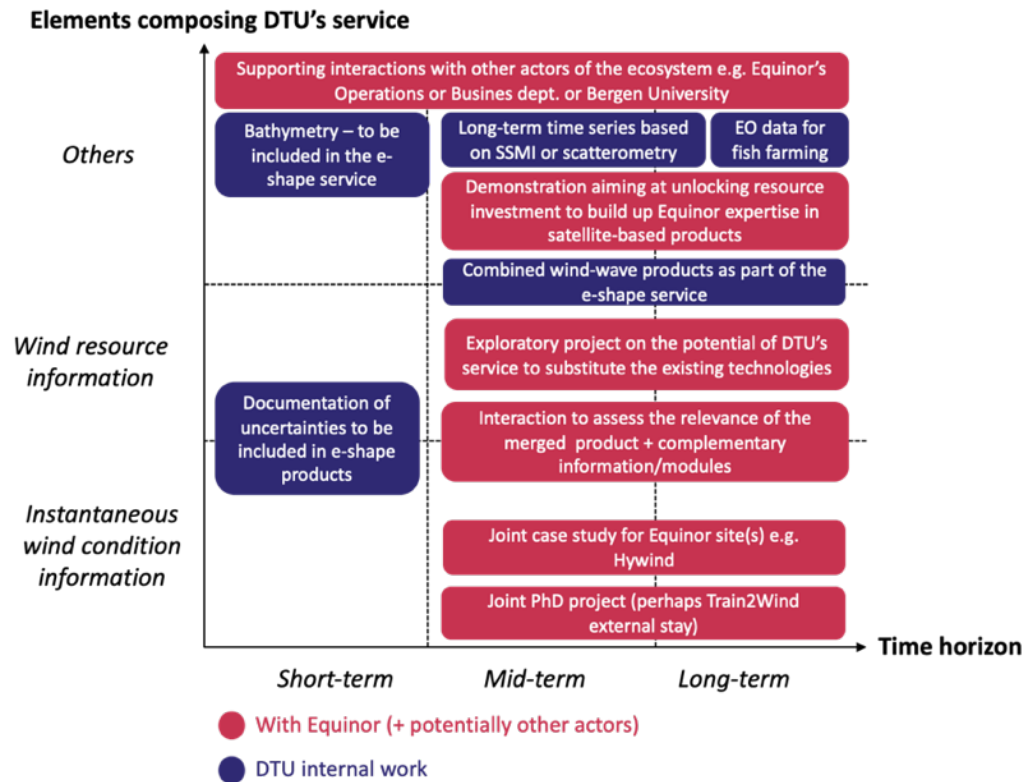 Elements composing DTU's service
Supporting interactions with other actors of the ecosystem e.g. Equinor's
Operations or Busines dept. or Bergen University
Others
Bathymetry – to be
included in the e-
shape service
Long-term time series based
on SSMI or scatterometry
EO data for
fish farming
Demonstration aiming at unlocking resource
investment to build up Equinor expertise in
satellite-based products
Combined wind-wave products as part of the
e-shape service
Wind resource
information
Exploratory project on the potential of DTU's
service to substitute the existing technologies
Documentation of
uncertainties to be
included in e-shape
products
Interaction to assess the relevance of the
merged product + complementary
information/modules
Instantaneous
wind condition
information
Joint case study for Equinor site(s) e.g.
Hywind
Joint PhD project (perhaps Train2Wind
external stay)
Time horizon
Short-term
Mid-term
Long-term
With Equinor (+ potentially other actors)
DTU internal work